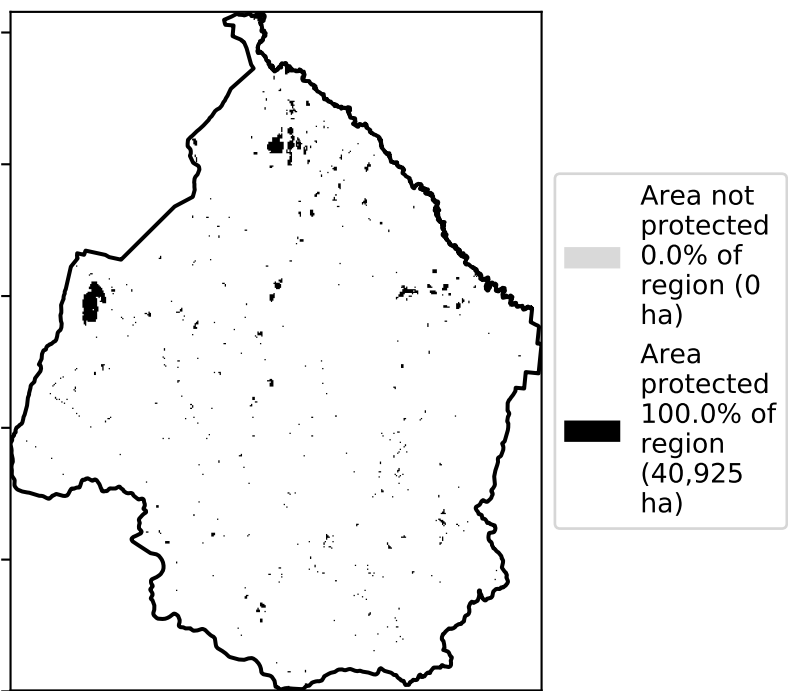 Area not
protected
0.0% of
region (0
ha)
Area
protected
100.0% of
region
(40,925
ha)